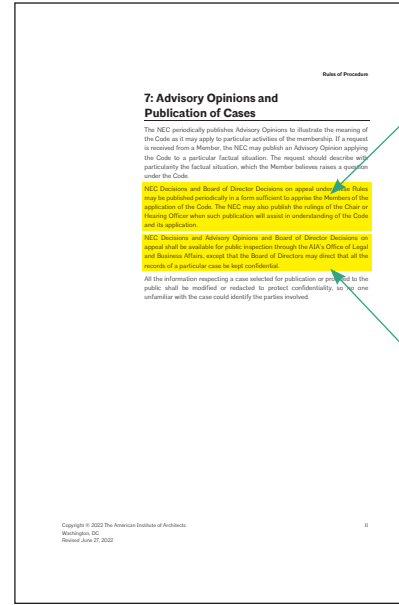 Rules of Procedure
7: Advisory Opinions and
Publication of Cases
The NEC periodically publishes Advisory Opinions to illustrate the meaning of
the Code as it may apply to particular activities of the membership. If a request
is received from a Member, the NEC may publish an Advisory Opinion applying
the Code to a particular factual situation. The request should describe with
particularity the factual situation, which the Member believes raises a question
under the Code.
NEC Decisions and Board of Director Decisions on appeal under these Rules
may be published periodically in a form sufficient to apprise the Members of the
application of the Code. The NEC may also publish the rulings of the Chair or
Hearing Officer when such publication will assist in understanding of the Code
and its application.
NEC Decisions and Advisory Opinions and Board of Director Decisions on
appeal shall be available for public inspection through the AIA's Office of Legal
and Business Affairs, except that the Board of Directors may direct that all the
records of a particular case be kept confidential.
All the information respecting a case selected for publication or provided to the
public shall be modified or redacted to protect confidentiality, so no one
unfamiliar with the case could identify the parties involved.
Copyright © 2022 The American Institute of Architects
Washington, DC
Revised June 27, 2022